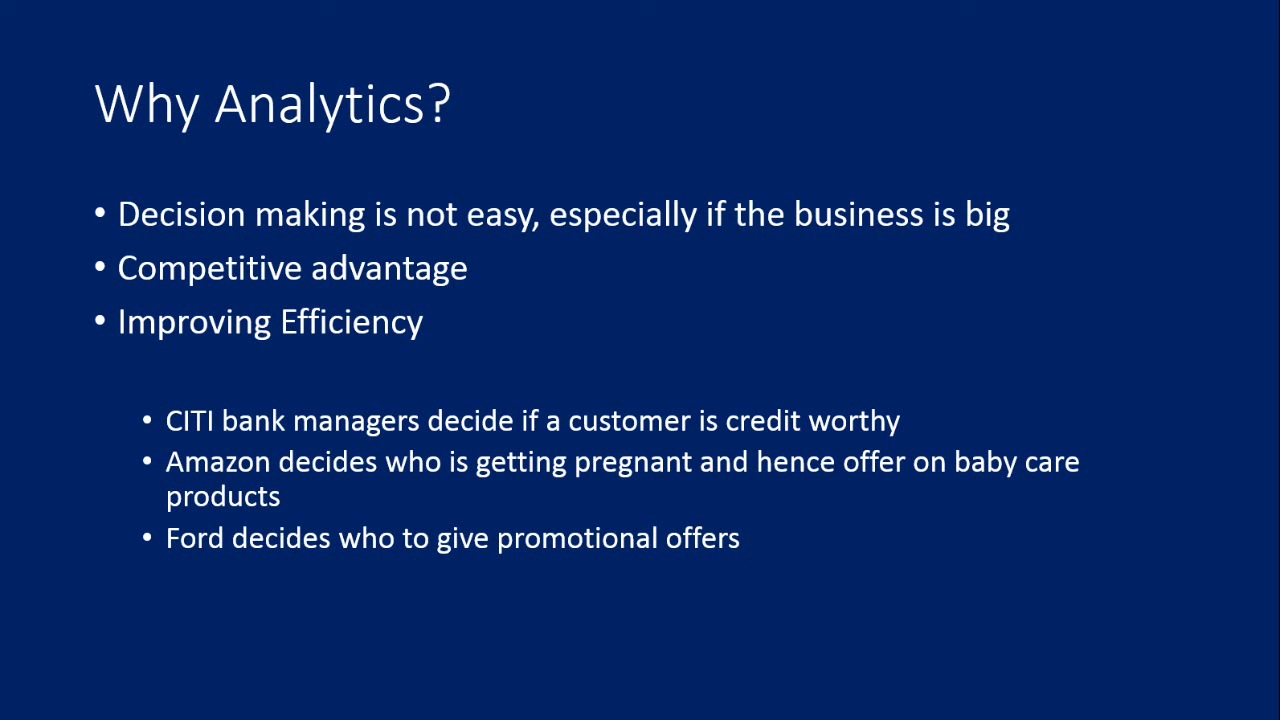 Why Analytics?
• Decision making is not easy, especially if the business is big
• Competitive advantage
• Improving Efficiency
• CITI bank managers decide if a customer is credit worthy
• Amazon decides who is getting pregnant and hence offer on baby care
products
• Ford decides who to give promotional offers